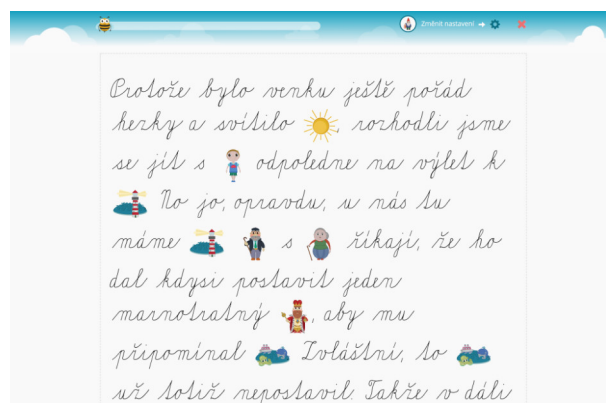 Změnit nastavení
Protože bylo venku ještě pořád
hezky a svítilo , rozhodli jsme
se jít s odpoledne na výlet k
No jo, opravdu, u nás tu
máme s říkají, že ho
dal kdysi postavit jeden
marnotratný , aby mu
připomínal Zvláštní, to
už totiž nepostavil. Takže v dáli